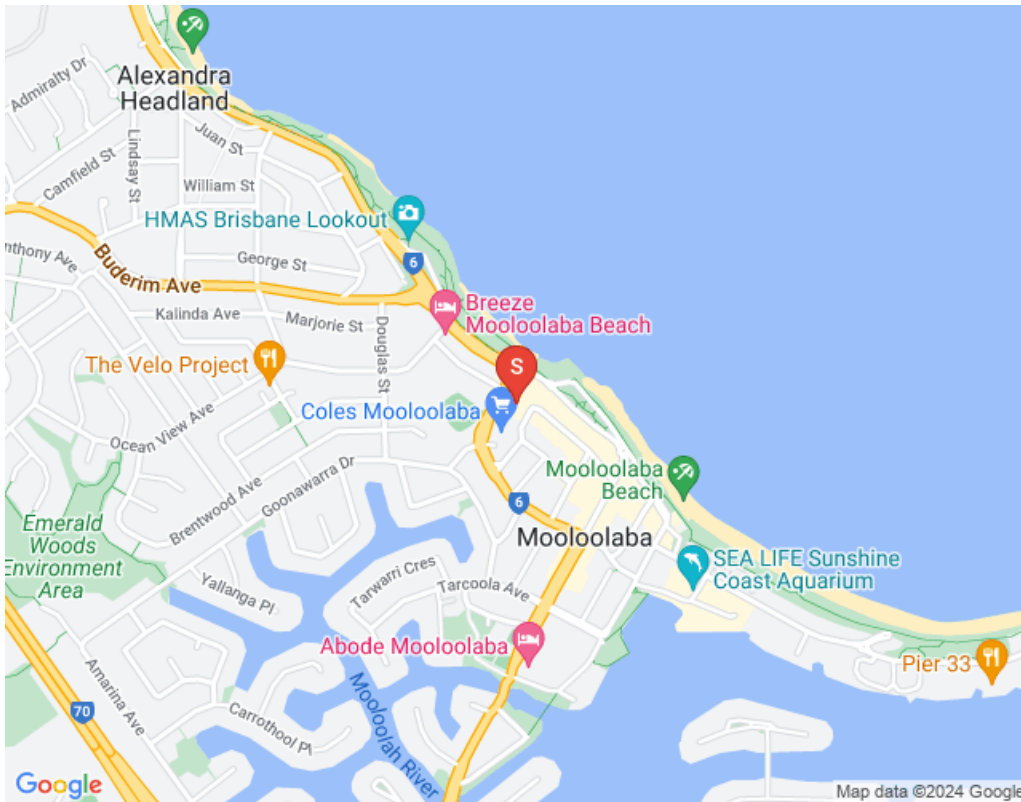 Alexandra
Headland
Admiralty Dr
Juan St
Lindsay St
Camfield St
William St
HMAS Brisbane Lookout
nthony Ave
George St
6
Buderim Ave
Breeze
Mooloolaba Beach
Kalinda Ave
Marjorie St
Douglas St
The Velo Project
S
Coles Mooloolaba
Ocean View Ave
Mooloolaba
Beach
Goonawarra Dr
Brentwood Ave
6
Mooloolaba
Emerald
Woods
Environment
Area
SEA LIFE Sunshine
Coast Aquarium
Yallanga Pl
Tarwarri Cres
Tarcoola Ave
Abode Mooloolaba
Pier 33
Amarina Ave
70
Carrothool Pl
Mooloolah River
Google
Map data ©2024 Google